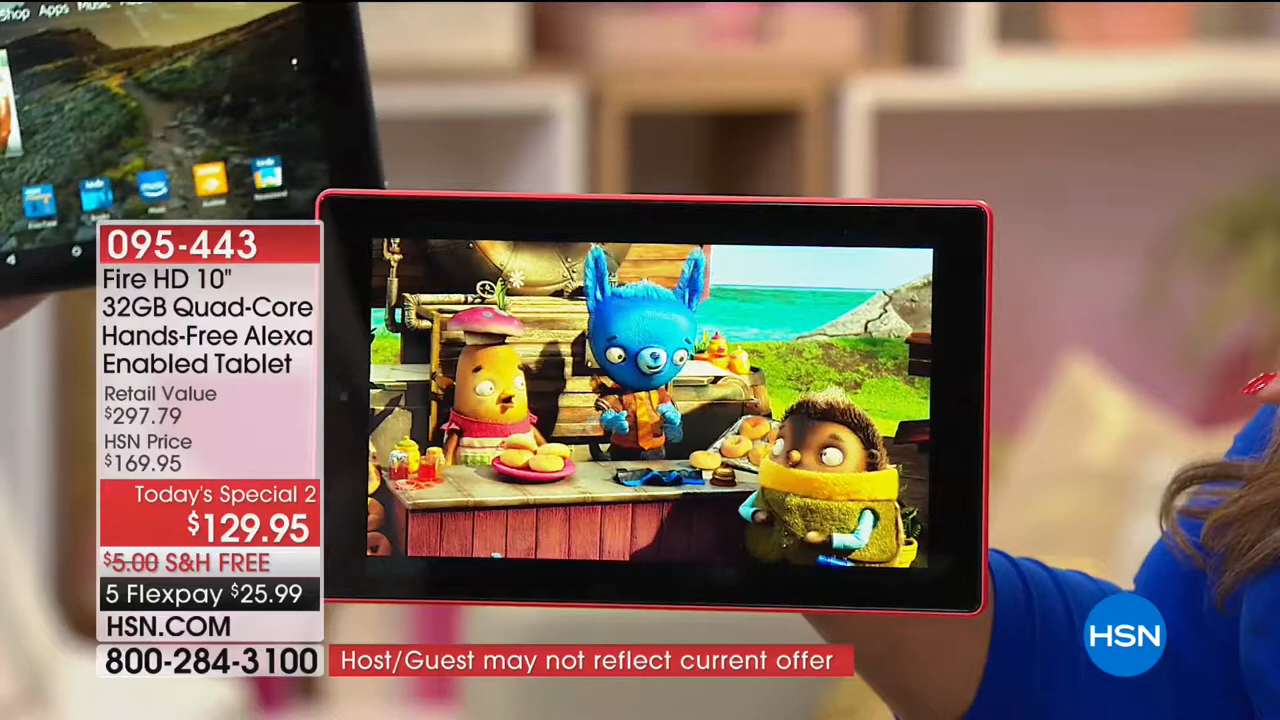 Shop Apps Music
095-443
Fire HD 10"
32GB Quad-Core
Hands-Free Alexa
Enabled Tablet
Retail Value
$297.79
HSN Price
$169.95
Today's Special 2
$129.95
$5.00 S&H FREE
5 Flexpay $25.99
HSN.COM
800-284-3100
Host/Guest may not reflect current offer
HSN